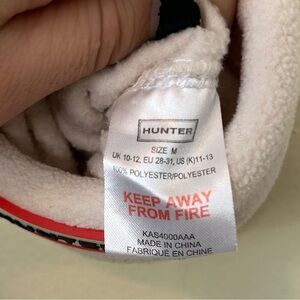 HUNTER
SIZE M
UK 10-12, EU 28-31, US (K)11-13
100% POLYESTER/POLYESTER
KEEP AWAY
FROM FIRE
KAS4000AAA
MADE IN CHINA
FABRIQUÉ EN CHINE